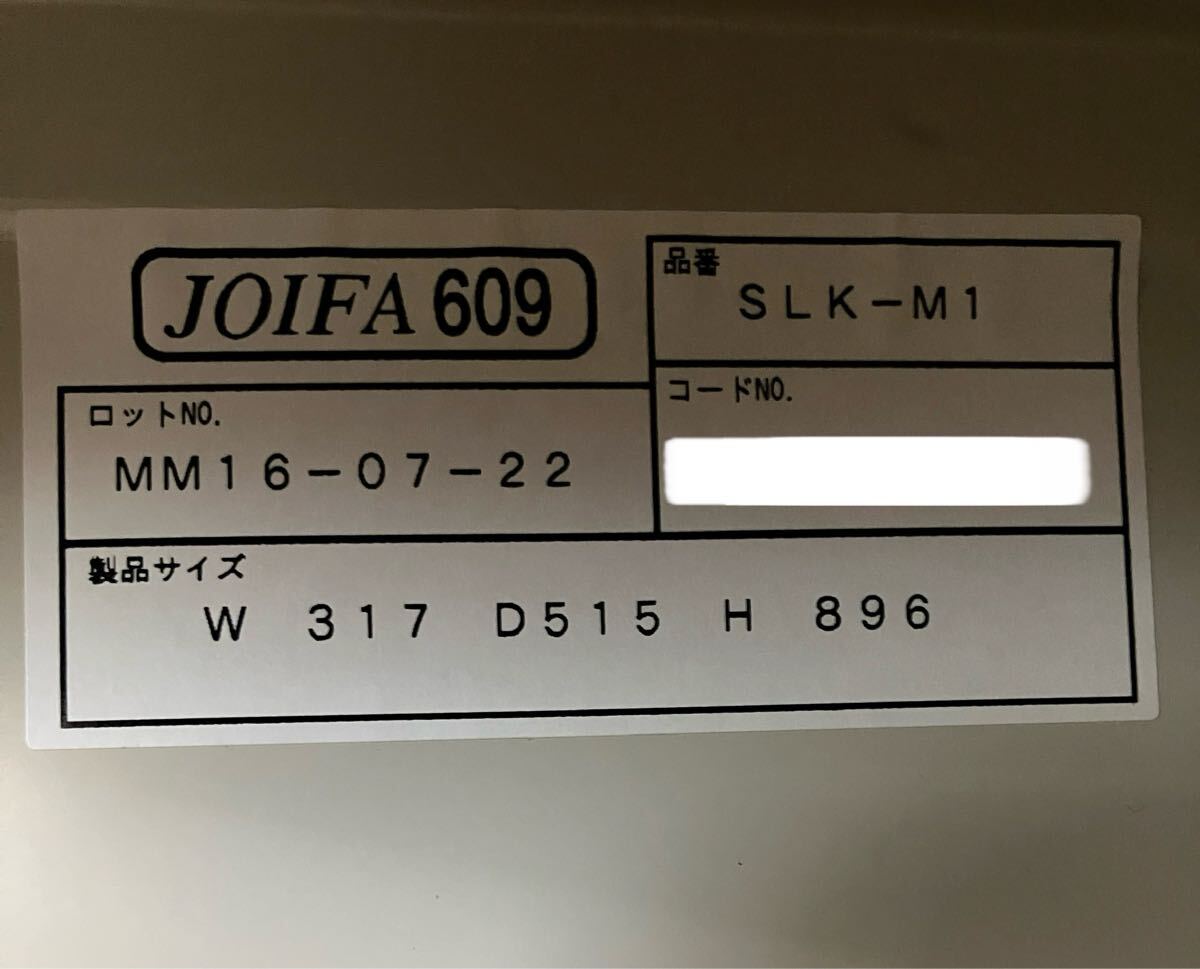 JOIFA 609
品番
SLK-M1
ロットNO.
MM16-07-22
コードNO.
製品サイズ
W 317 D515 H 896